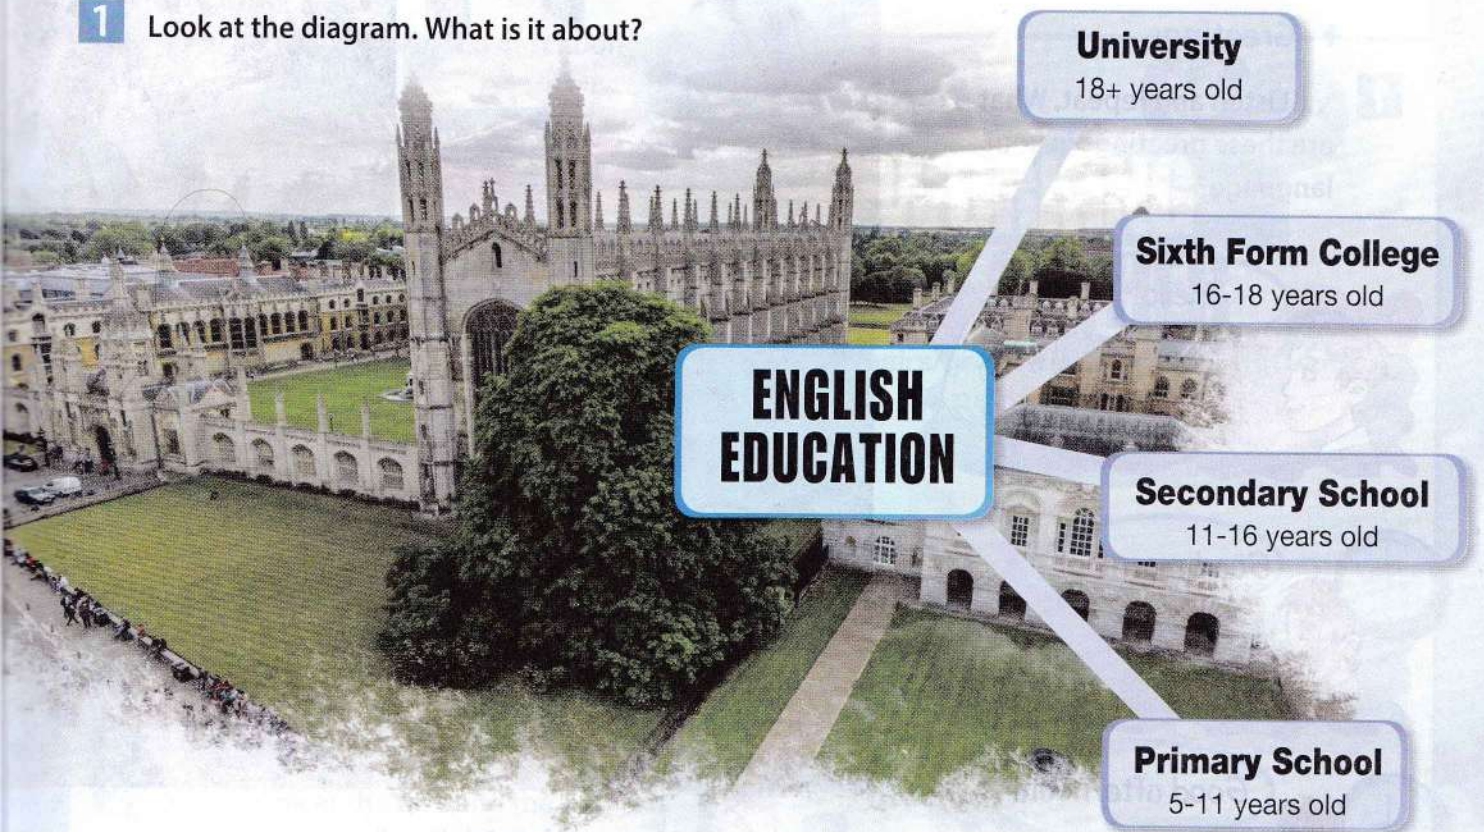 1 Look at the diagram. What is it about?
University
18+ years old
Sixth Form College
16-18 years old
ENGLISH
EDUCATION
Secondary School
11-16 years old
Primary School
5-11 years old